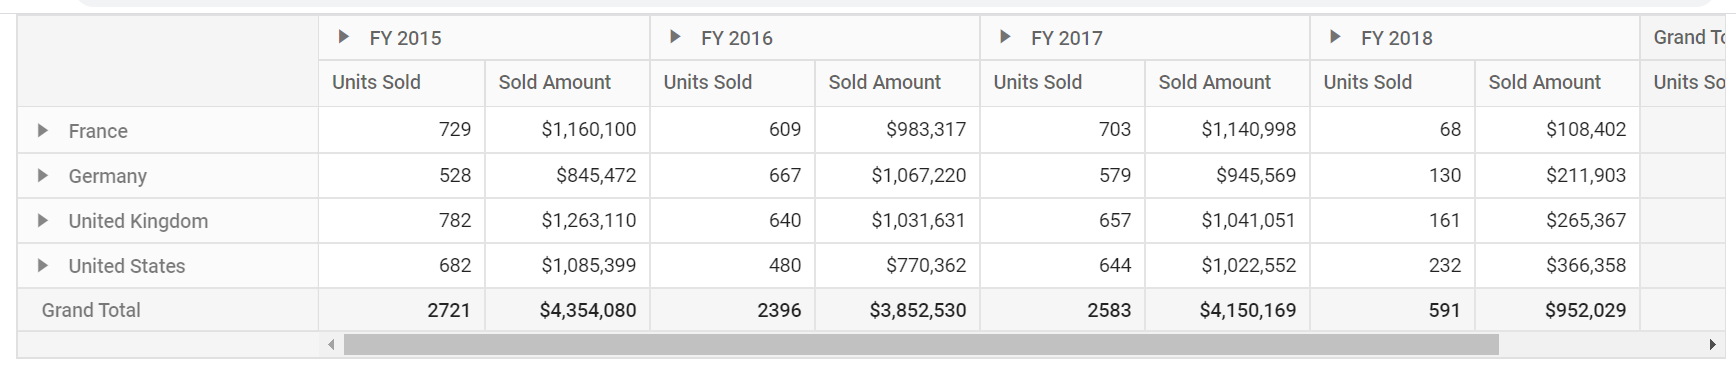 FY 2015 FY 2016 FY 2017 FY 2018 Grand
Units Sold Sold Amount Units Sold Sold Amount Units Sold Sold Amount Units Sold Sold Amount Units
France 729 $1,160,100 609 $983,317 703 $1,140,998 68 $108,402
Germany 528 $845,472 667 $1,067,220 579 $945,569 130 $211,903
United Kingdom 782 $1,263,110 640 $1,031,631 657 $1,041,051 161 $265,367
United States 682 $1,085,399 480 $770,362 644 $1,022,552 232 $366,358
Grand Total 2721 $4,354,080 2396 $3,852,530 2583 $4,150,169 591 $952,029